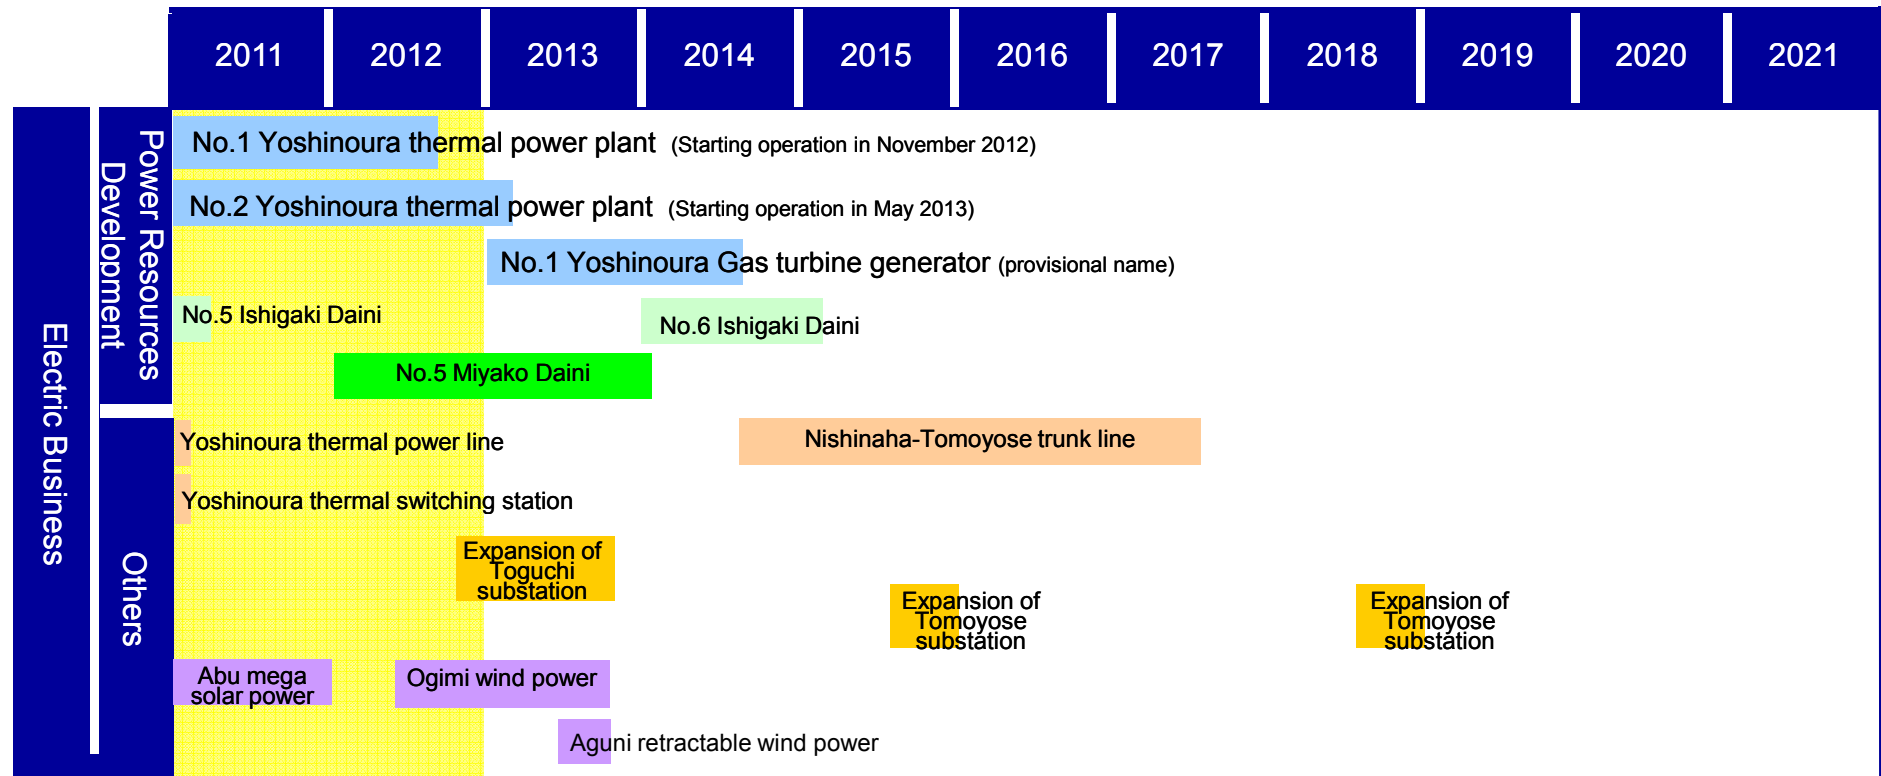 2011 2012 2013 2014 2015 2016 2017 2018 2019 2020 2021
Electric Business
Power Resources
Development
No.1 Yoshinoura thermal power plant (Starting operation in November 2012)
No.2 Yoshinoura thermal power plant (Starting operation in May 2013)
No.1 Yoshinoura Gas turbine generator (provisional name)
No.5 Ishigaki Daini
No.6 Ishigaki Daini
No.5 Miyako Daini
Others
Yoshinoura thermal power line
Nishinaha-Tomoyose trunk line
Yoshinoura thermal switching station
Expansion of
Toguchi
substation
Expansion of
Tomoyose
substation
Expansion of
Tomoyose
substation
Abu mega
solar power
Ogimi wind power
Aguni retractable wind power